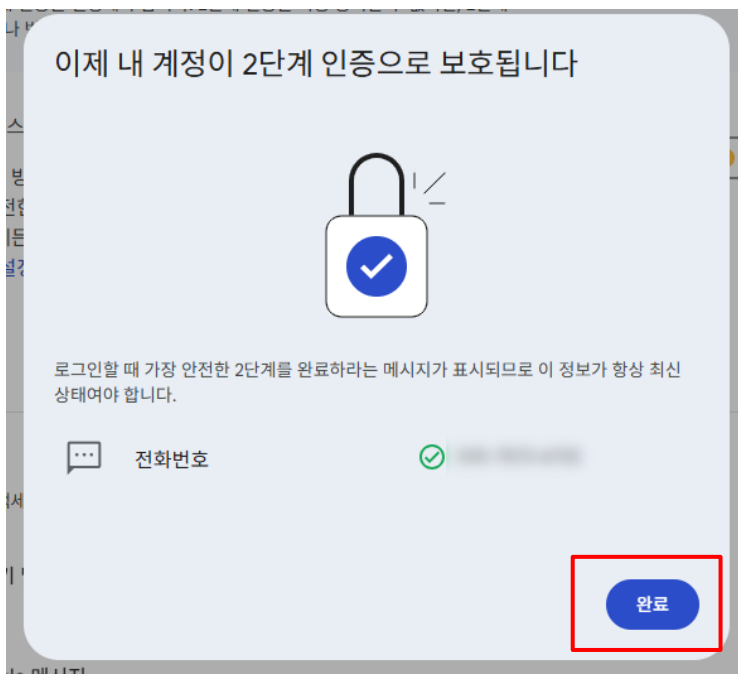 이제 내 계정이 2단계 인증으로 보호됩니다
로그인할 때 가장 안전한 2단계를 완료하라는 메시지가 표시되므로 이 정보가 항상 최신
상태여야 합니다.
전화번호
완료